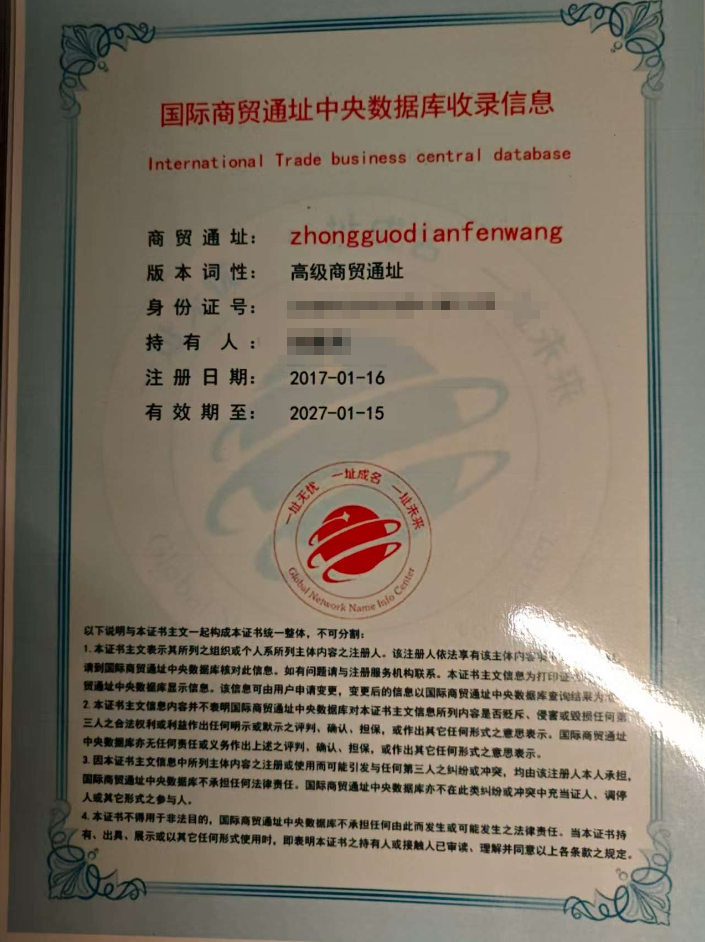 国际商贸通址中央数据库收录信息
International Trade business central database
商贸通址： zhongguodianfenwang
版本词性： 高级商贸通址
身份证号：
持有人：
注册日期： 2017-01-16
有效期至： 2027-01-15
一址无忧 一址成名 一址未来
Global Network Name Info Center
以下说明与本证书主文一起构成本证书统一整体，不可分割：
1.本证书主文表示其所列之组织或个人系所列主体内容之注册人。该注册人依法享有该主体内容
请到国际商贸通址中央数据库核对此信息。如有问题请与注册服务机构联系。本证书主文信息为打印证
贸通址中央数据库显示信息。该信息可由用户申请变更，变更后的信息以国际商贸通址中央数据库查询结果为
2.本证书主文信息内容并不表明国际商贸通址中央数据库对本证书主文信息所列内容是否贬斥、侵害或毁损任何第
三人之合法权利或利益作出任何明示或默示之评判、确认、担保，或作出其它任何形式之意思表示。国际商贸通址
中央数据库亦无任何责任或义务作出上述之评判、确认、担保，或作出其它任何形式之意思表示。
3.因本证书主文信息中所列主体内容之注册或使用而可能引发与任何第三人之纠纷或冲突，均由该注册人本人承担，
国际商贸通址中央数据库不承担任何法律责任。国际商贸通址中央数据库亦不在此类纠纷或冲突中充当证人、调停
人或其它形式之参与人。
4.本证书不得用于非法目的，国际商贸通址中央数据库不承担任何由此而发生或可能发生之法律责任。当本证书持
有、出具、展示或以其它任何形式使用时，即表明本证书之持有人或接触人已审读、理解并同意以上各条款之规定。